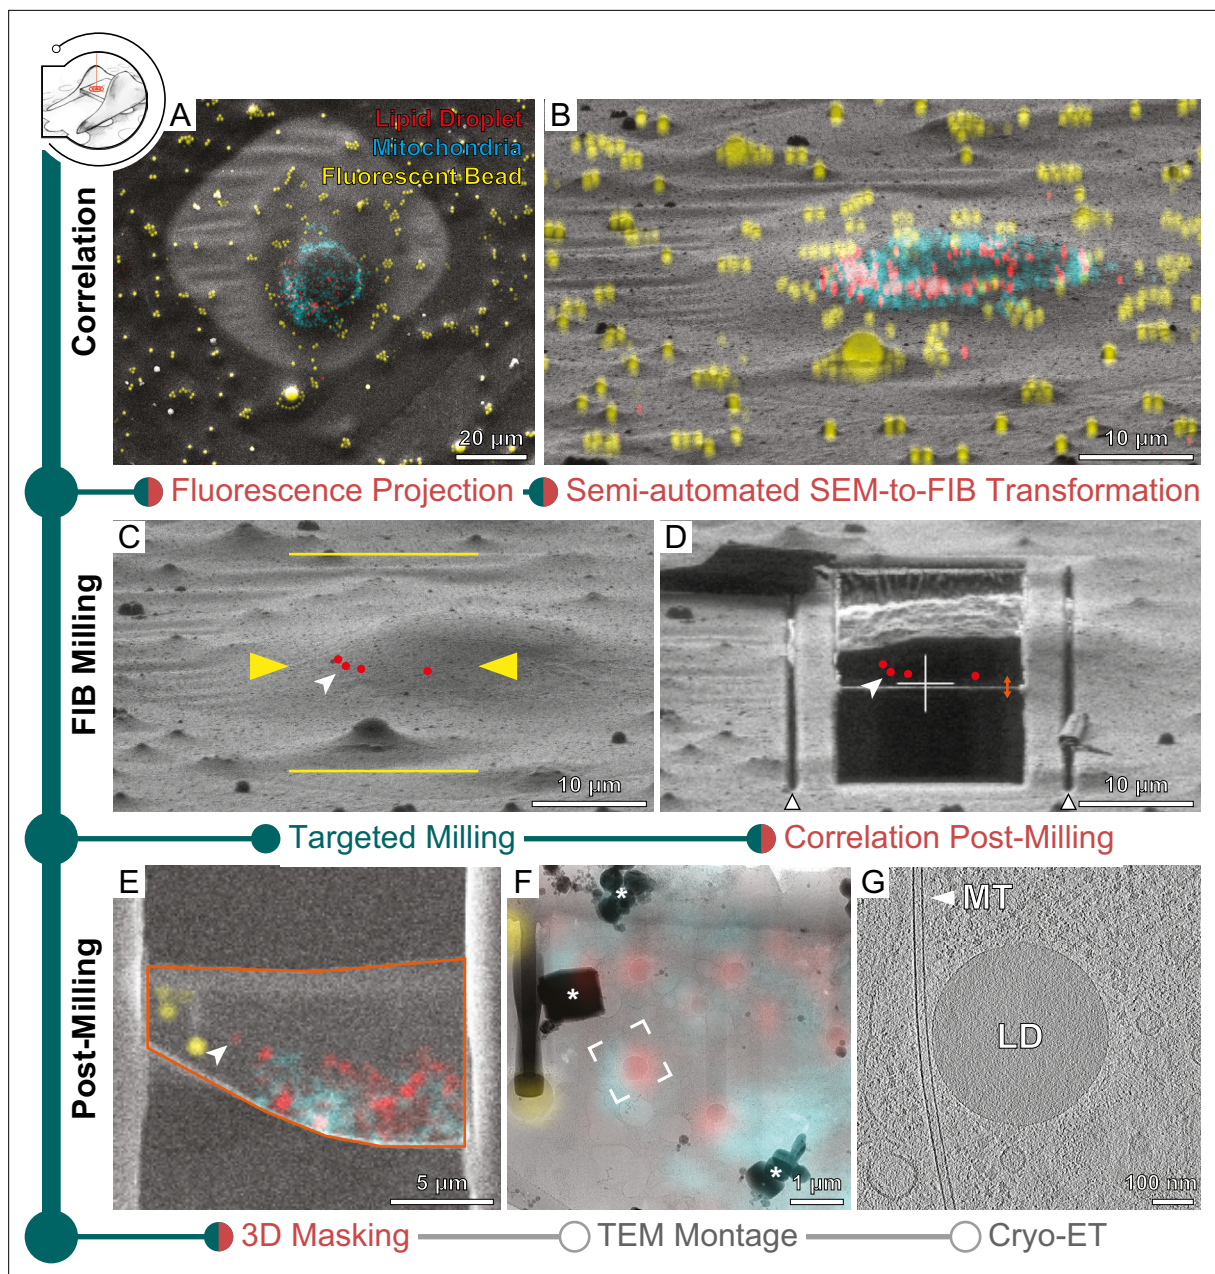 Correlation
A
Lipid Droplet
Mitochondria
Fluorescent Bead
20 µm
B
10 µm
Fluorescence Projection
Semi-automated SEM-to-FIB Transformation
FIB Milling
C
10 µm
D
10 µm
Targeted Milling
Correlation Post-Milling
Post-Milling
E
5 µm
F
*
*
*
1 µm
G
MT
LD
100 nm
3D Masking
TEM Montage
Cryo-ET